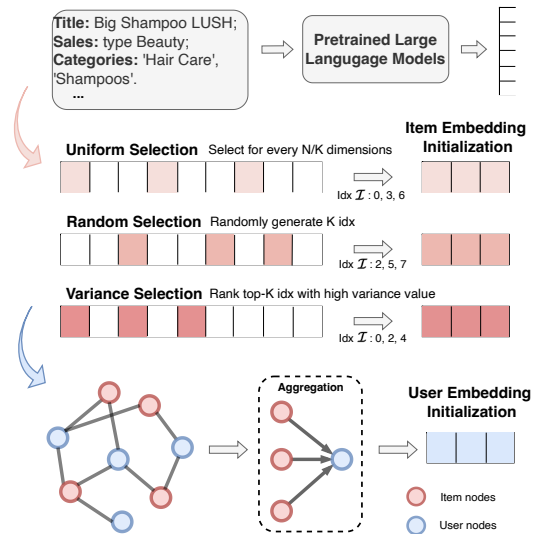 Title: Big Shampoo LUSH;
Sales: type Beauty;
Categories: 'Hair Care',
'Shampoos'.
...
Pretrained Large
Langugage Models
Item Embedding
Initialization
Uniform Selection Select for every N/K dimensions
Idx I : 0, 3, 6
Random Selection Randomly generate K idx
Idx I : 2, 5, 7
Variance Selection Rank top-K idx with high variance value
Idx I : 0, 2, 4
Aggregation
User Embedding
Initialization
Item nodes
User nodes